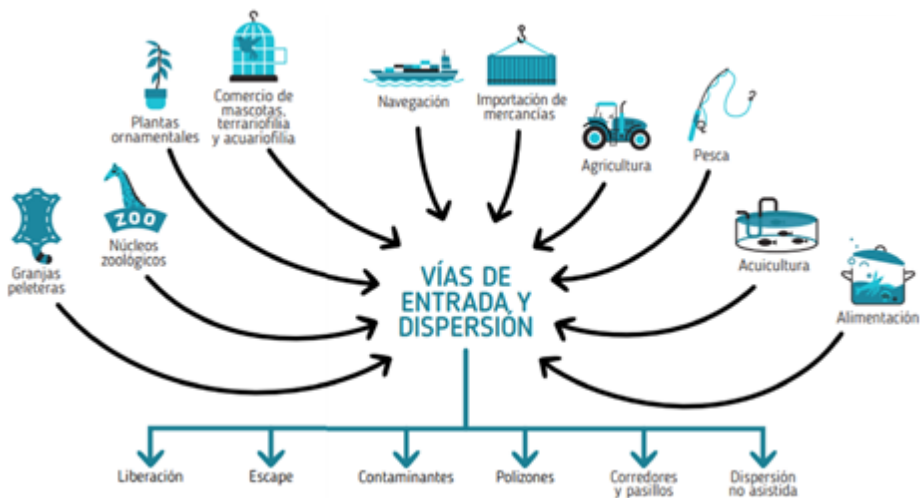 Plantas
ornamentales
Comercio de
mascotas,
terrariofilia
y acuariofilia
Navegación
Importación de
mercancías
Agricultura
Pesca
Granjas
peleteras
ZOO
Núcleos
zoológicos
Acuicultura
Alimentación
VÍAS DE
ENTRADA Y
DISPERSIÓN
Liberación
Escape
Contaminantes
Polizones
Corredores
y pasillos
Dispersión
no asistida